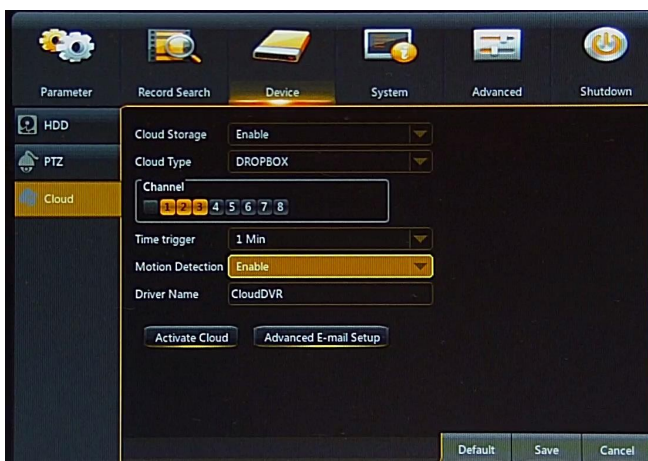 Parameter Record Search Device System Advanced Shutdown
HDD
PTZ
Cloud
Cloud Storage Enable
Cloud Type DROPBOX
Channel
1 2 3 4 5 6 7 8
Time trigger 1 Min
Motion Detection Enable
Driver Name CloudDVR
Activate Cloud Advanced E-mail Setup
Default Save Cancel